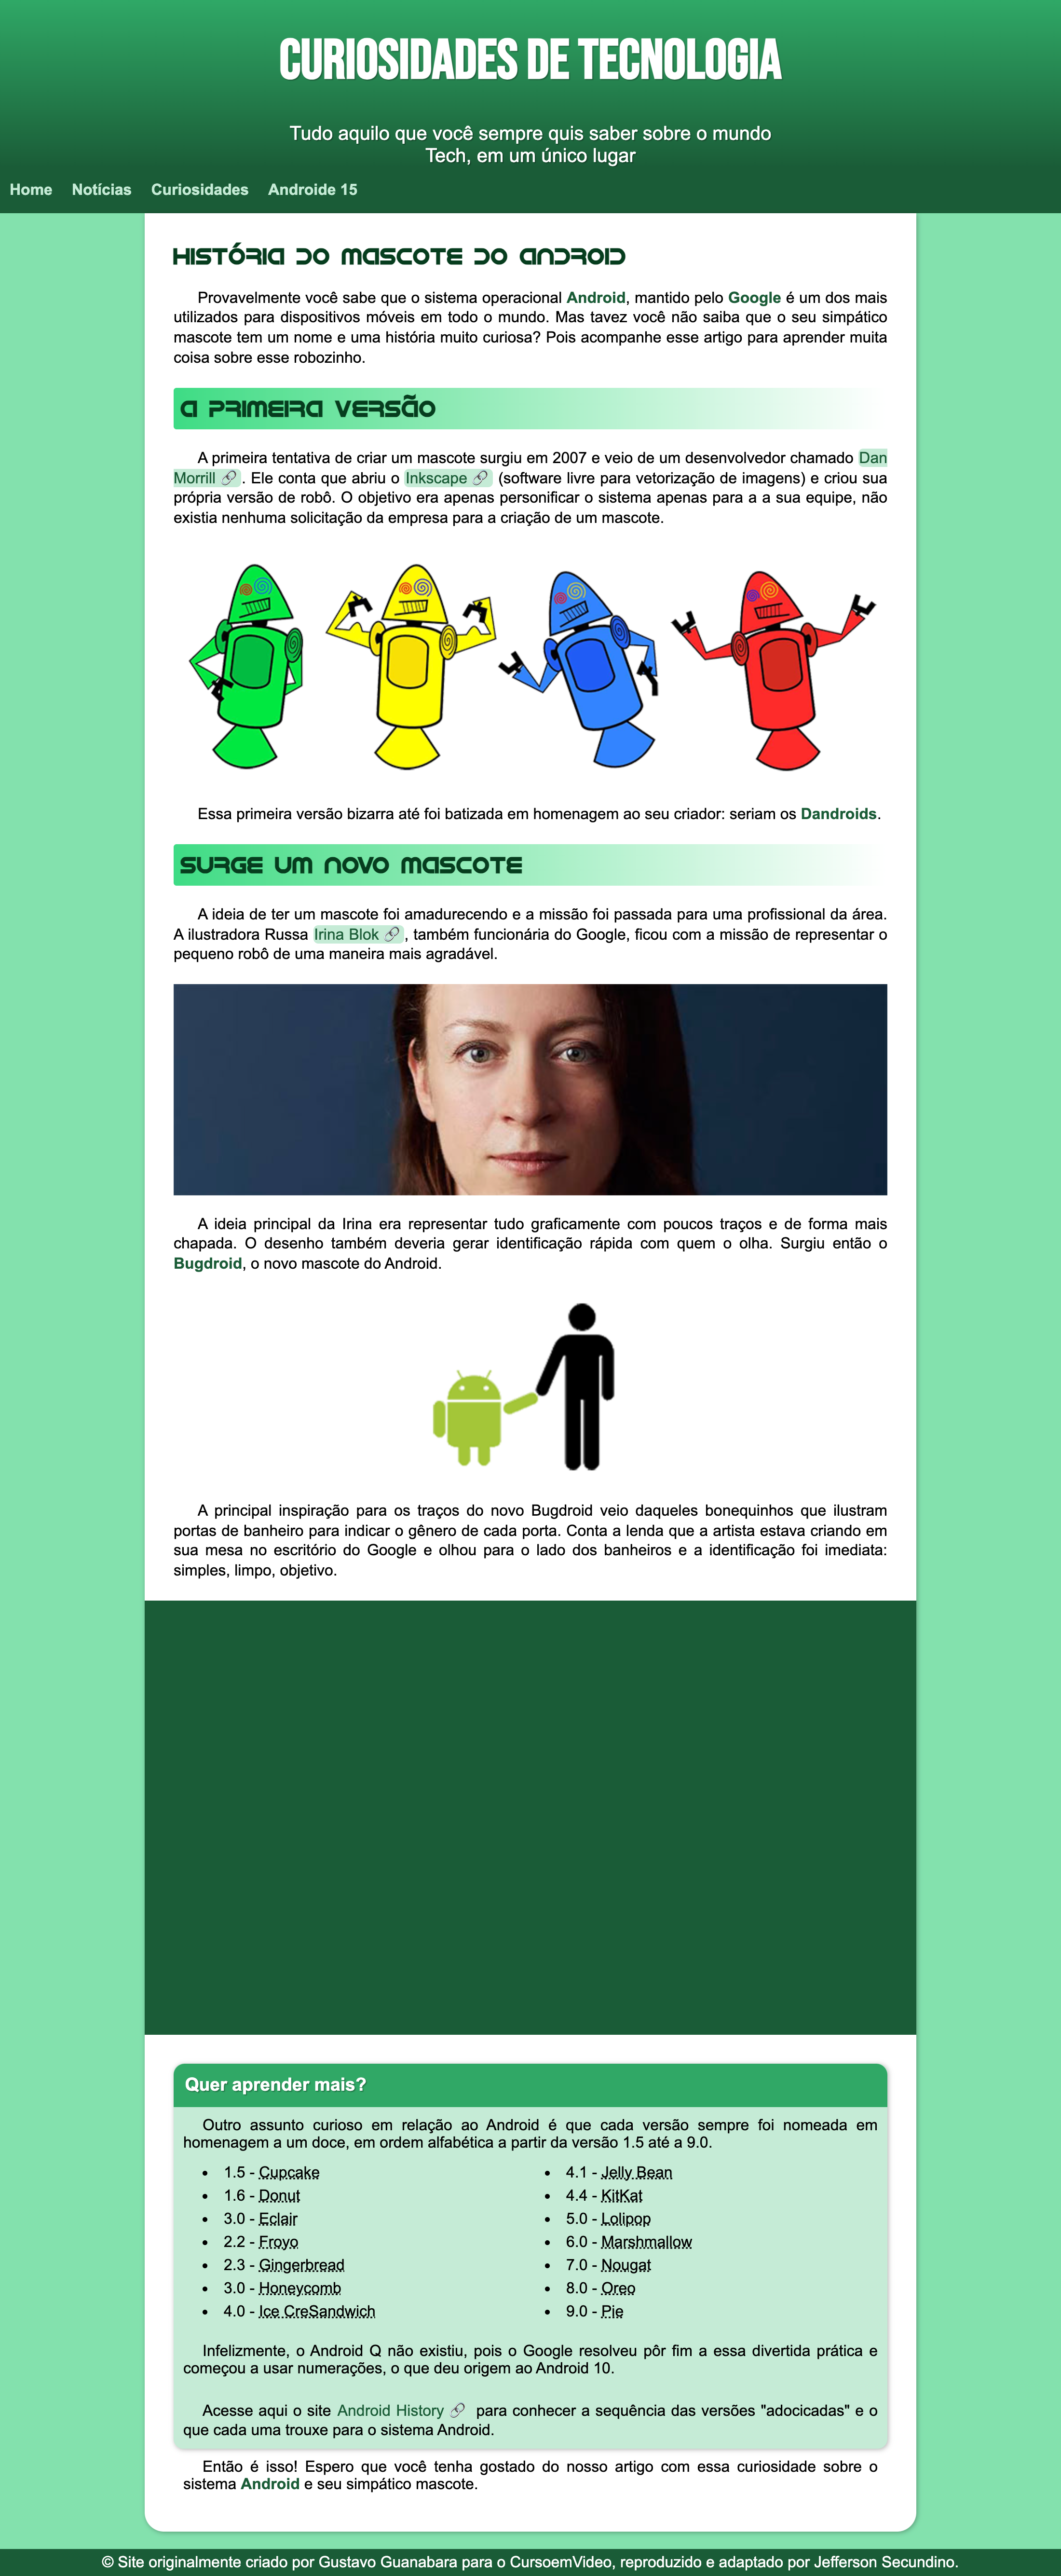 CURIOSIDADES DE TECNOLOGIA
Tudo aquilo que você sempre quis saber sobre o mundo
Tech, em um único lugar
Home Notícias Curiosidades Androide 15
História do Mascote do Android
Provavelmente você sabe que o sistema operacional Android, mantido pelo Google é um dos mais
utilizados para dispositivos móveis em todo o mundo. Mas tavez você não saiba que o seu simpático
mascote tem um nome e uma história muito curiosa? Pois acompanhe esse artigo para aprender muita
coisa sobre esse robozinho.
A primeira versão
A primeira tentativa de criar um mascote surgiu em 2007 e veio de um desenvolvedor chamado Dan
Morrill 🔗. Ele conta que abriu o Inkscape 🔗 (software livre para vetorização de imagens) e criou sua
própria versão de robô. O objetivo era apenas personificar o sistema apenas para a a sua equipe, não
existia nenhuma solicitação da empresa para a criação de um mascote.
Essa primeira versão bizarra até foi batizada em homenagem ao seu criador: seriam os Dandroids.
Surge um novo mascote
A ideia de ter um mascote foi amadurecendo e a missão foi passada para uma profissional da área.
A ilustradora Russa Irina Blok 🔗, também funcionária do Google, ficou com a missão de representar o
pequeno robô de uma maneira mais agradável.
A ideia principal da Irina era representar tudo graficamente com poucos traços e de forma mais
chapada. O desenho também deveria gerar identificação rápida com quem o olha. Surgiu então o
Bugdroid, o novo mascote do Android.
A principal inspiração para os traços do novo Bugdroid veio daqueles bonequinhos que ilustram
portas de banheiro para indicar o gênero de cada porta. Conta a lenda que a artista estava criando em
sua mesa no escritório do Google e olhou para o lado dos banheiros e a identificação foi imediata:
simples, limpo, objetivo.
Quer aprender mais?
Outro assunto curioso em relação ao Android é que cada versão sempre foi nomeada em
homenagem a um doce, em ordem alfabética a partir da versão 1.5 até a 9.0.
• 1.5 - Cupcake
• 1.6 - Donut
• 3.0 - Eclair
• 2.2 - Froyo
• 2.3 - Gingerbread
• 3.0 - Honeycomb
• 4.0 - Ice CreSandwich
• 4.1 - Jelly Bean
• 4.4 - KitKat
• 5.0 - Lolipop
• 6.0 - Marshmallow
• 7.0 - Nougat
• 8.0 - Oreo
• 9.0 - Pie
Infelizmente, o Android Q não existiu, pois o Google resolveu pôr fim a essa divertida prática e
começou a usar numerações, o que deu origem ao Android 10.
Acesse aqui o site Android History 🔗 para conhecer a sequência das versões "adocicadas" e o
que cada uma trouxe para o sistema Android.
Então é isso! Espero que você tenha gostado do nosso artigo com essa curiosidade sobre o
sistema Android e seu simpático mascote.
© Site originalmente criado por Gustavo Guanabara para o CursoemVideo, reproduzido e adaptado por Jefferson Secundino.